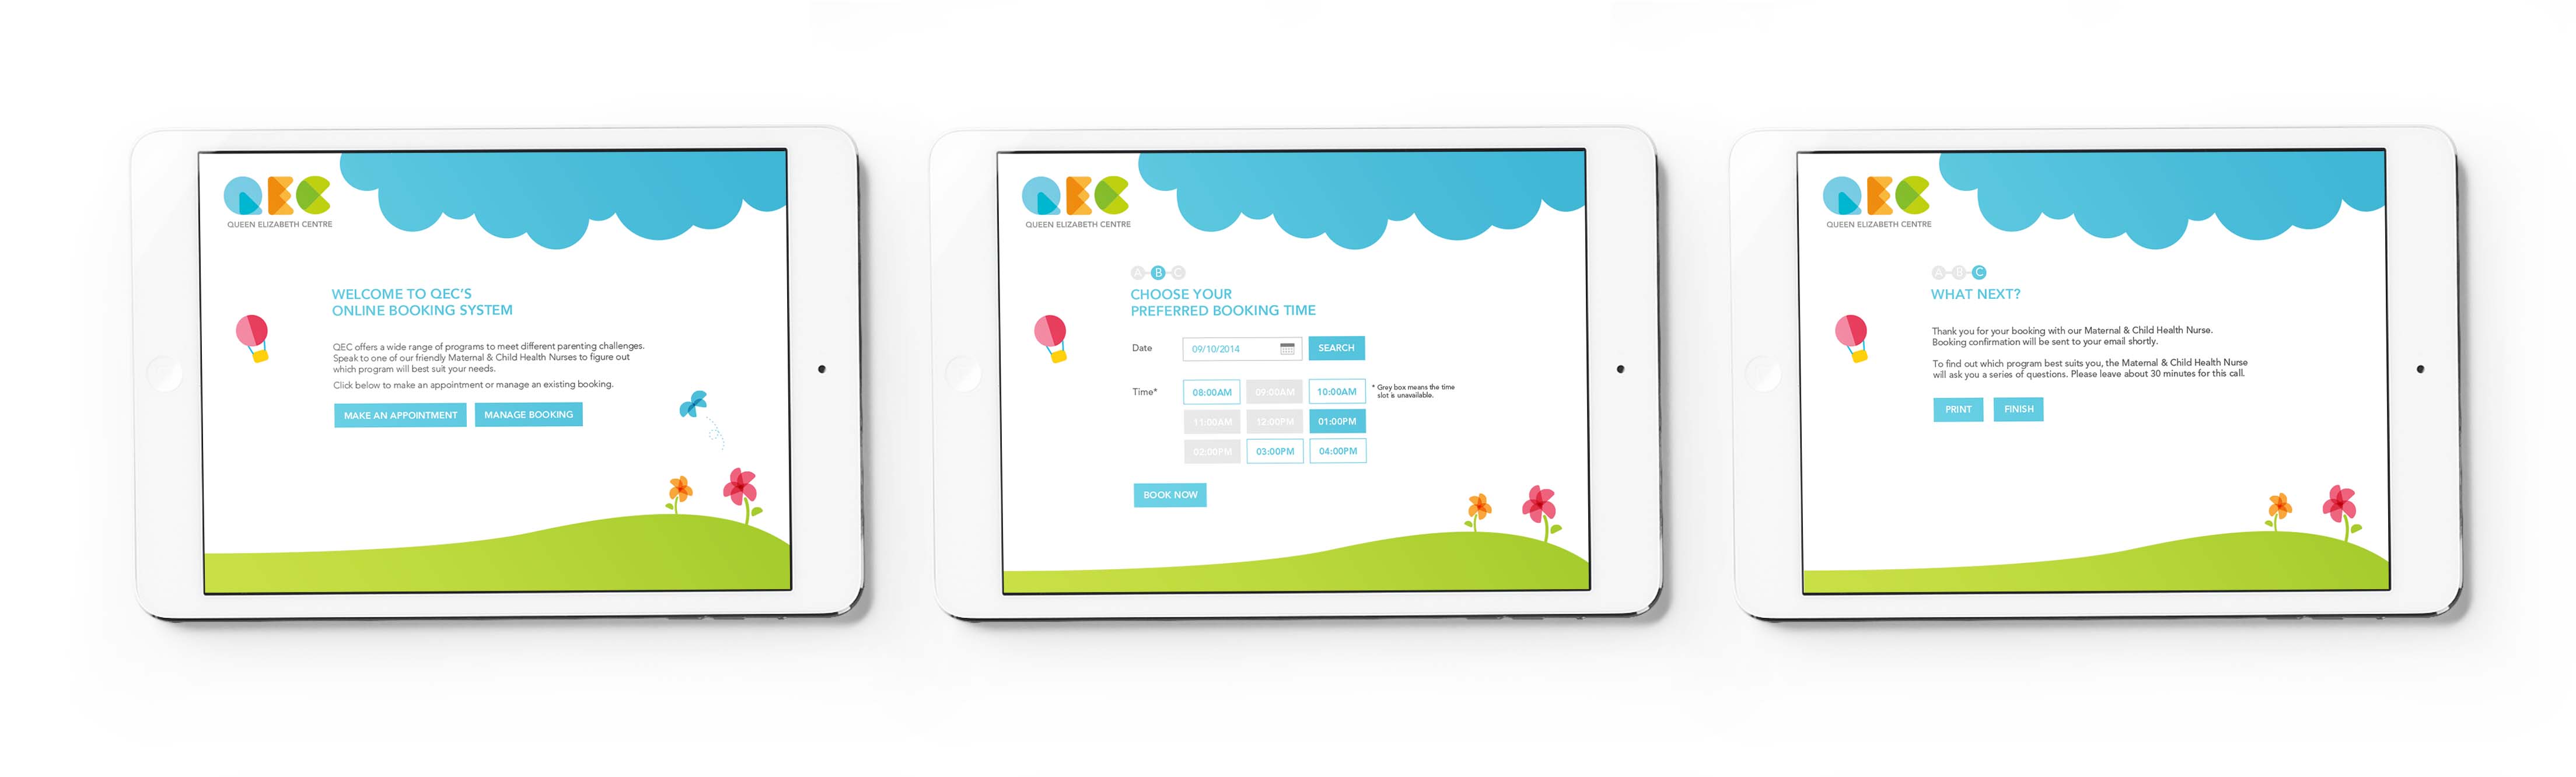 QEC
QUEEN ELIZABETH CENTRE
WELCOME TO QEC'S
ONLINE BOOKING SYSTEM
QEC offers a wide range of programs to meet different parenting challenges.
Speak to one of our friendly Maternal & Child Health Nurses to figure out
which program will best suit your needs.
Click below to make an appointment or manage an existing booking.
MAKE AN APPOINTMENT MANAGE BOOKING
QEC
QUEEN ELIZABETH CENTRE
A B C
CHOOSE YOUR
PREFERRED BOOKING TIME
Date 09/10/2014 SEARCH
Time* 08:00AM 09:00AM 10:00AM
* Grey box means the time
slot is unavailable.
11:00AM 12:00PM 01:00PM
02:00PM 03:00PM 04:00PM
BOOK NOW
QEC
QUEEN ELIZABETH CENTRE
A B C
WHAT NEXT?
Thank you for your booking with our Maternal & Child Health Nurse.
Booking confirmation will be sent to your email shortly.
To find out which program best suits you, the Maternal & Child Health Nurse
will ask you a series of questions. Please leave about 30 minutes for this call.
PRINT FINISH